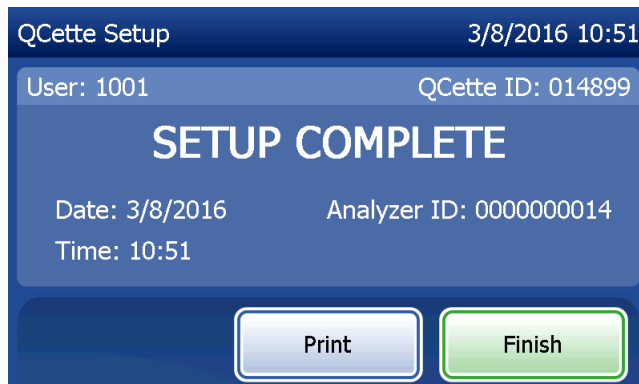 QCette Setup 3/8/2016 10:51
User: 1001 QCette ID: 014899
SETUP COMPLETE
Date: 3/8/2016 Analyzer ID: 0000000014
Time: 10:51
Print Finish